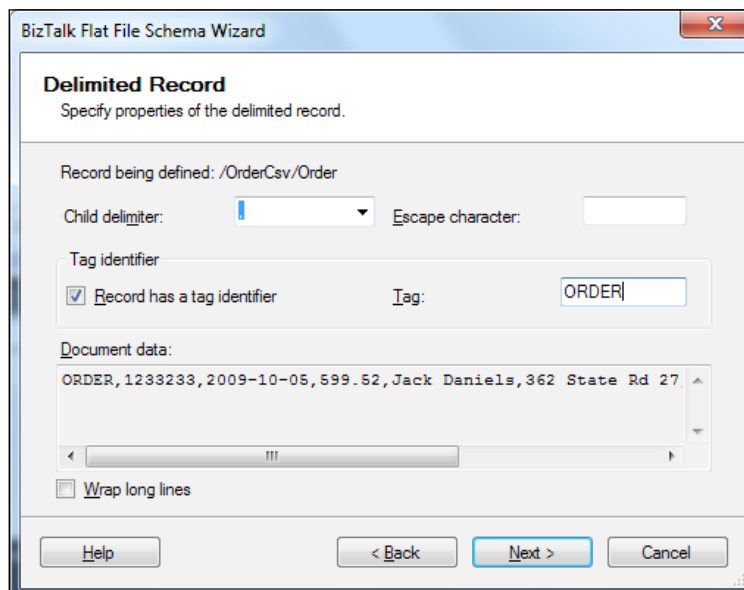 BizTalk Flat File Schema Wizard
Delimited Record
Specify properties of the delimited record.
Record being defined: /OrderCsv/Order
Child delimiter: , Escape character:
Tag identifier
Record has a tag identifier Tag: ORDER
Document data:
ORDER,1233233,2009-10-05,599.52,Jack Daniels,362 State Rd 27
Wrap long lines
Help < Back Next > Cancel